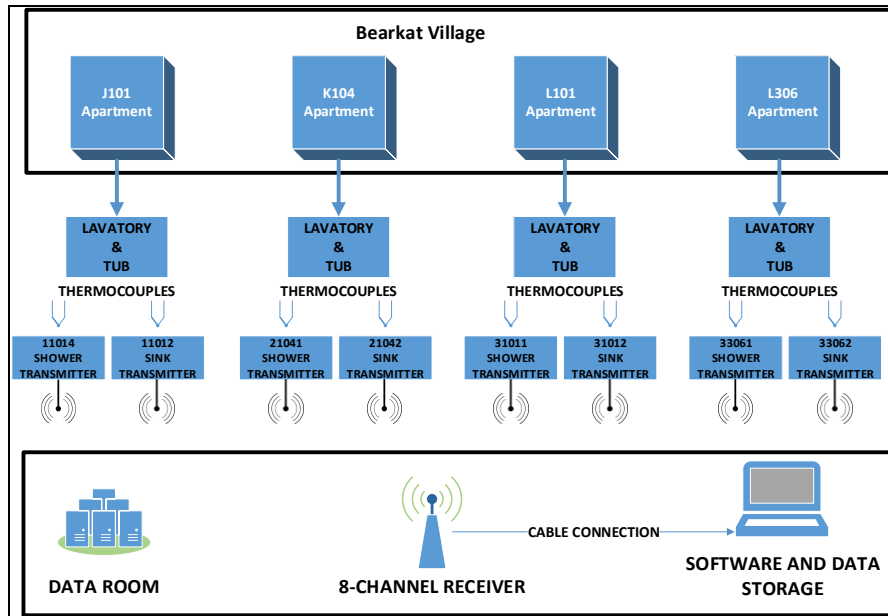 Bearkat Village
J101
Apartment
K104
Apartment
L101
Apartment
L306
Apartment
LAVATORY
&
TUB
LAVATORY
&
TUB
LAVATORY
&
TUB
LAVATORY
&
TUB
THERMOCOUPLES
THERMOCOUPLES
THERMOCOUPLES
THERMOCOUPLES
11014
SHOWER
TRANSMITTER
11012
SINK
TRANSMITTER
21041
SHOWER
TRANSMITTER
21042
SINK
TRANSMITTER
31011
SHOWER
TRANSMITTER
31012
SINK
TRANSMITTER
33061
SHOWER
TRANSMITTER
33062
SINK
TRANSMITTER
DATA ROOM
8-CHANNEL RECEIVER
CABLE CONNECTION
SOFTWARE AND DATA
STORAGE